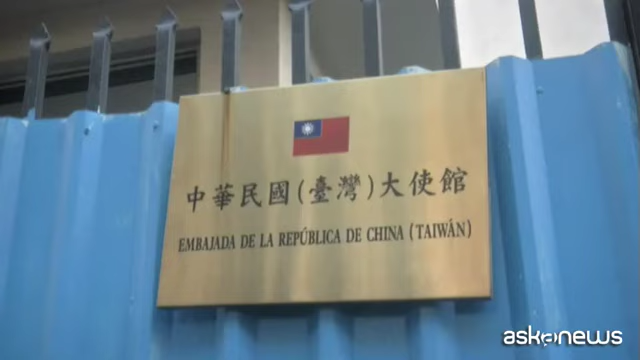 中華民國(臺灣)大使館
EMBAJADA DE LA REPÚBLICA DE CHINA (TAIWÁN)
askanews